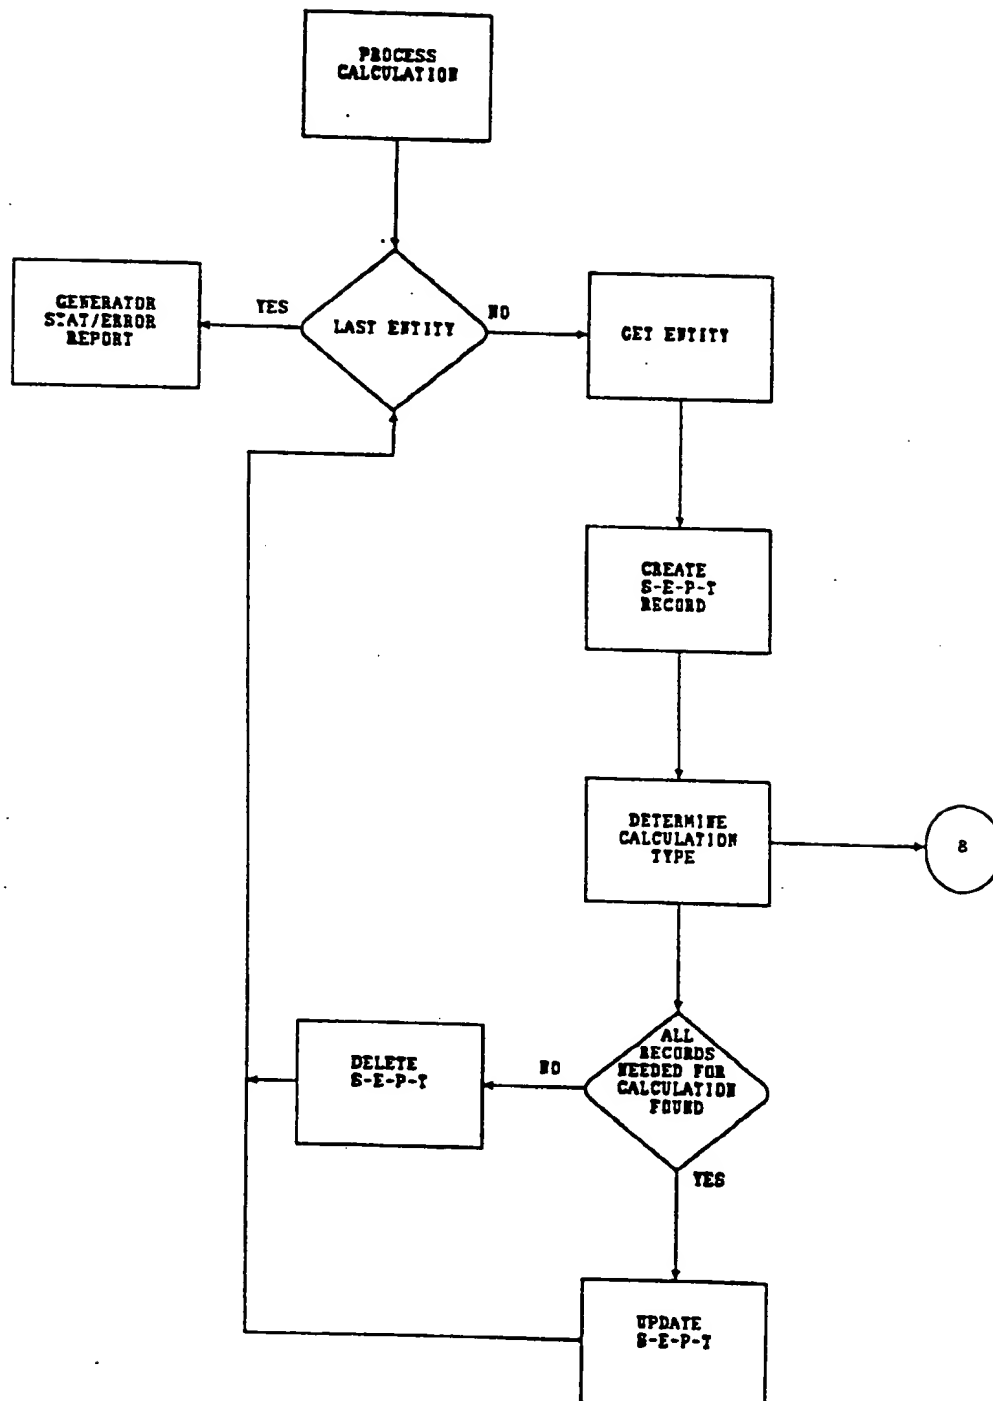 PROCESS
CALCULATION
GENERATOR
STAT/ERROR
REPORT
YES
LAST ENTITY
NO
GET ENTITY
CREATE
S-E-P-T
RECORD
DETERMINE
CALCULATION
TYPE
8
ALL
RECORDS
NEEDED FOR
CALCULATION
FOUND
NO
DELETE
S-E-P-T
YES
UPDATE
S-E-P-T